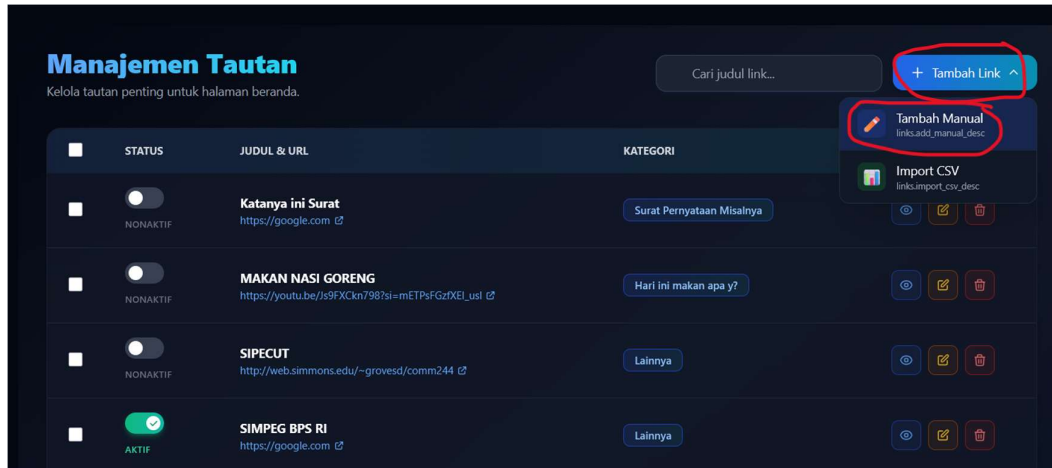 Manajemen Tautan
Kelola tautan penting untuk halaman beranda.
Cari judul link...
+ Tambah Link
Tambah Manual
links.add_manual_desc
Import CSV
links.import_csv_desc
STATUS JUDUL & URL KATEGORI
NONAKTIF
Katanya ini Surat
https://google.com
Surat Pernyataan Misalnya
NONAKTIF
MAKAN NASI GORENG
https://youtu.be/Js9FXCkn798?si=mETPsFGzfXEI_usI
Hari ini makan apa y?
NONAKTIF
SIPECUT
http://web.simmons.edu/~grovesd/comm244
Lainnya
AKTIF
SIMPEG BPS RI
https://google.com
Lainnya